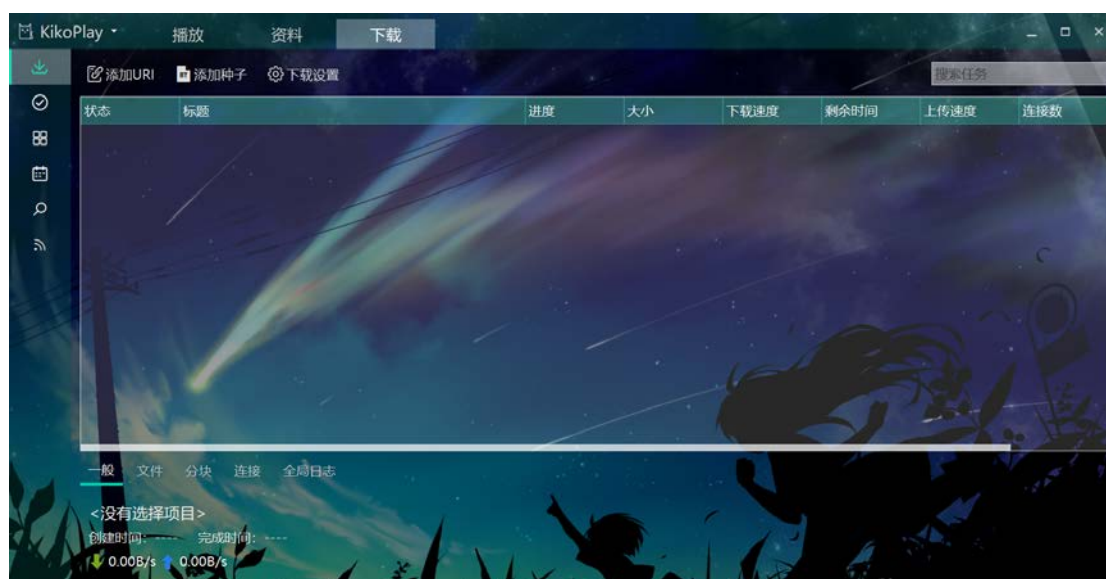 KikoPlay 播放 资料 下载
添加URI BT 添加种子 下载设置 搜索任务
状态 标题 进度 大小 下载速度 剩余时间 上传速度 连接数
一般 文件 分块 连接 全局日志
<没有选择项目>
创建时间: ---- 完成时间: ----
0.00B/s 0.00B/s